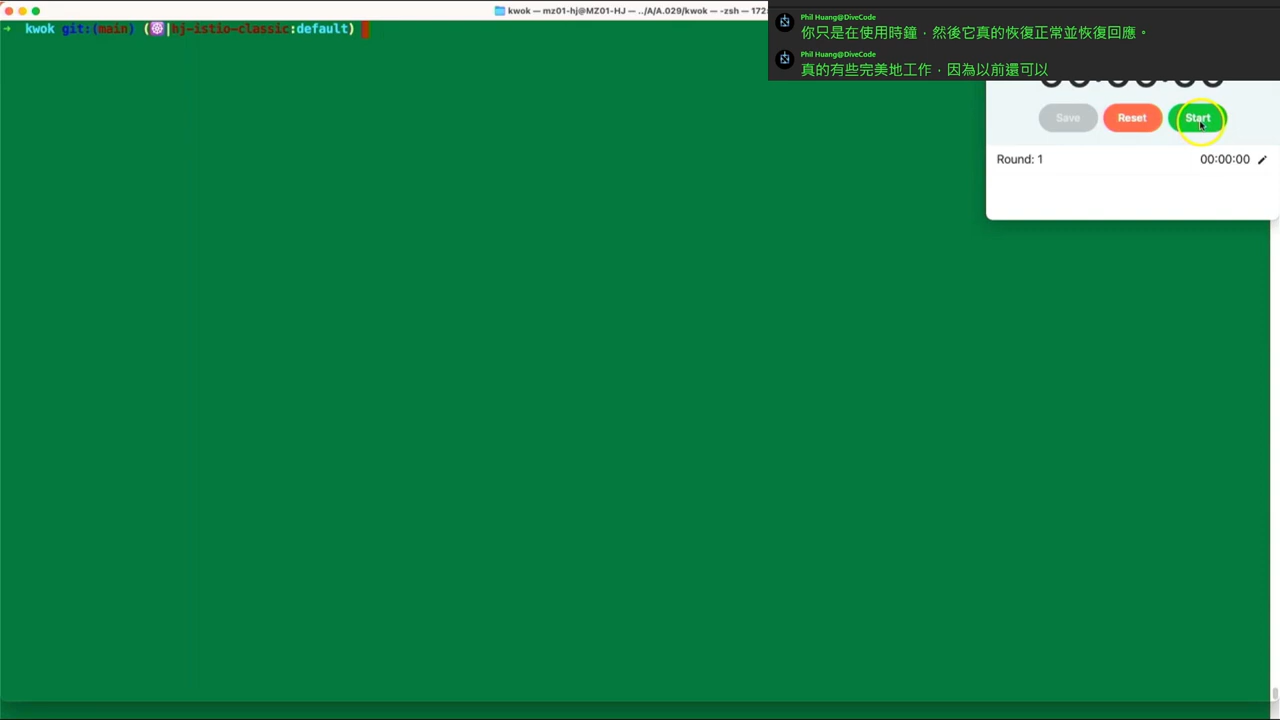 kwok — mz01-hj@MZ01-HJ — ../A/A.029/kwok — -zsh — 172
→ kwok git:(main) (☸|hj-istio-classic:default)
Phil Huang@DiveCode
你只是在使用時鐘，然後它真的恢復正常並恢復回應。
Phil Huang@DiveCode
真的有些完美地工作，因為以前還可以
Save Reset Start
Round: 1 00:00:00